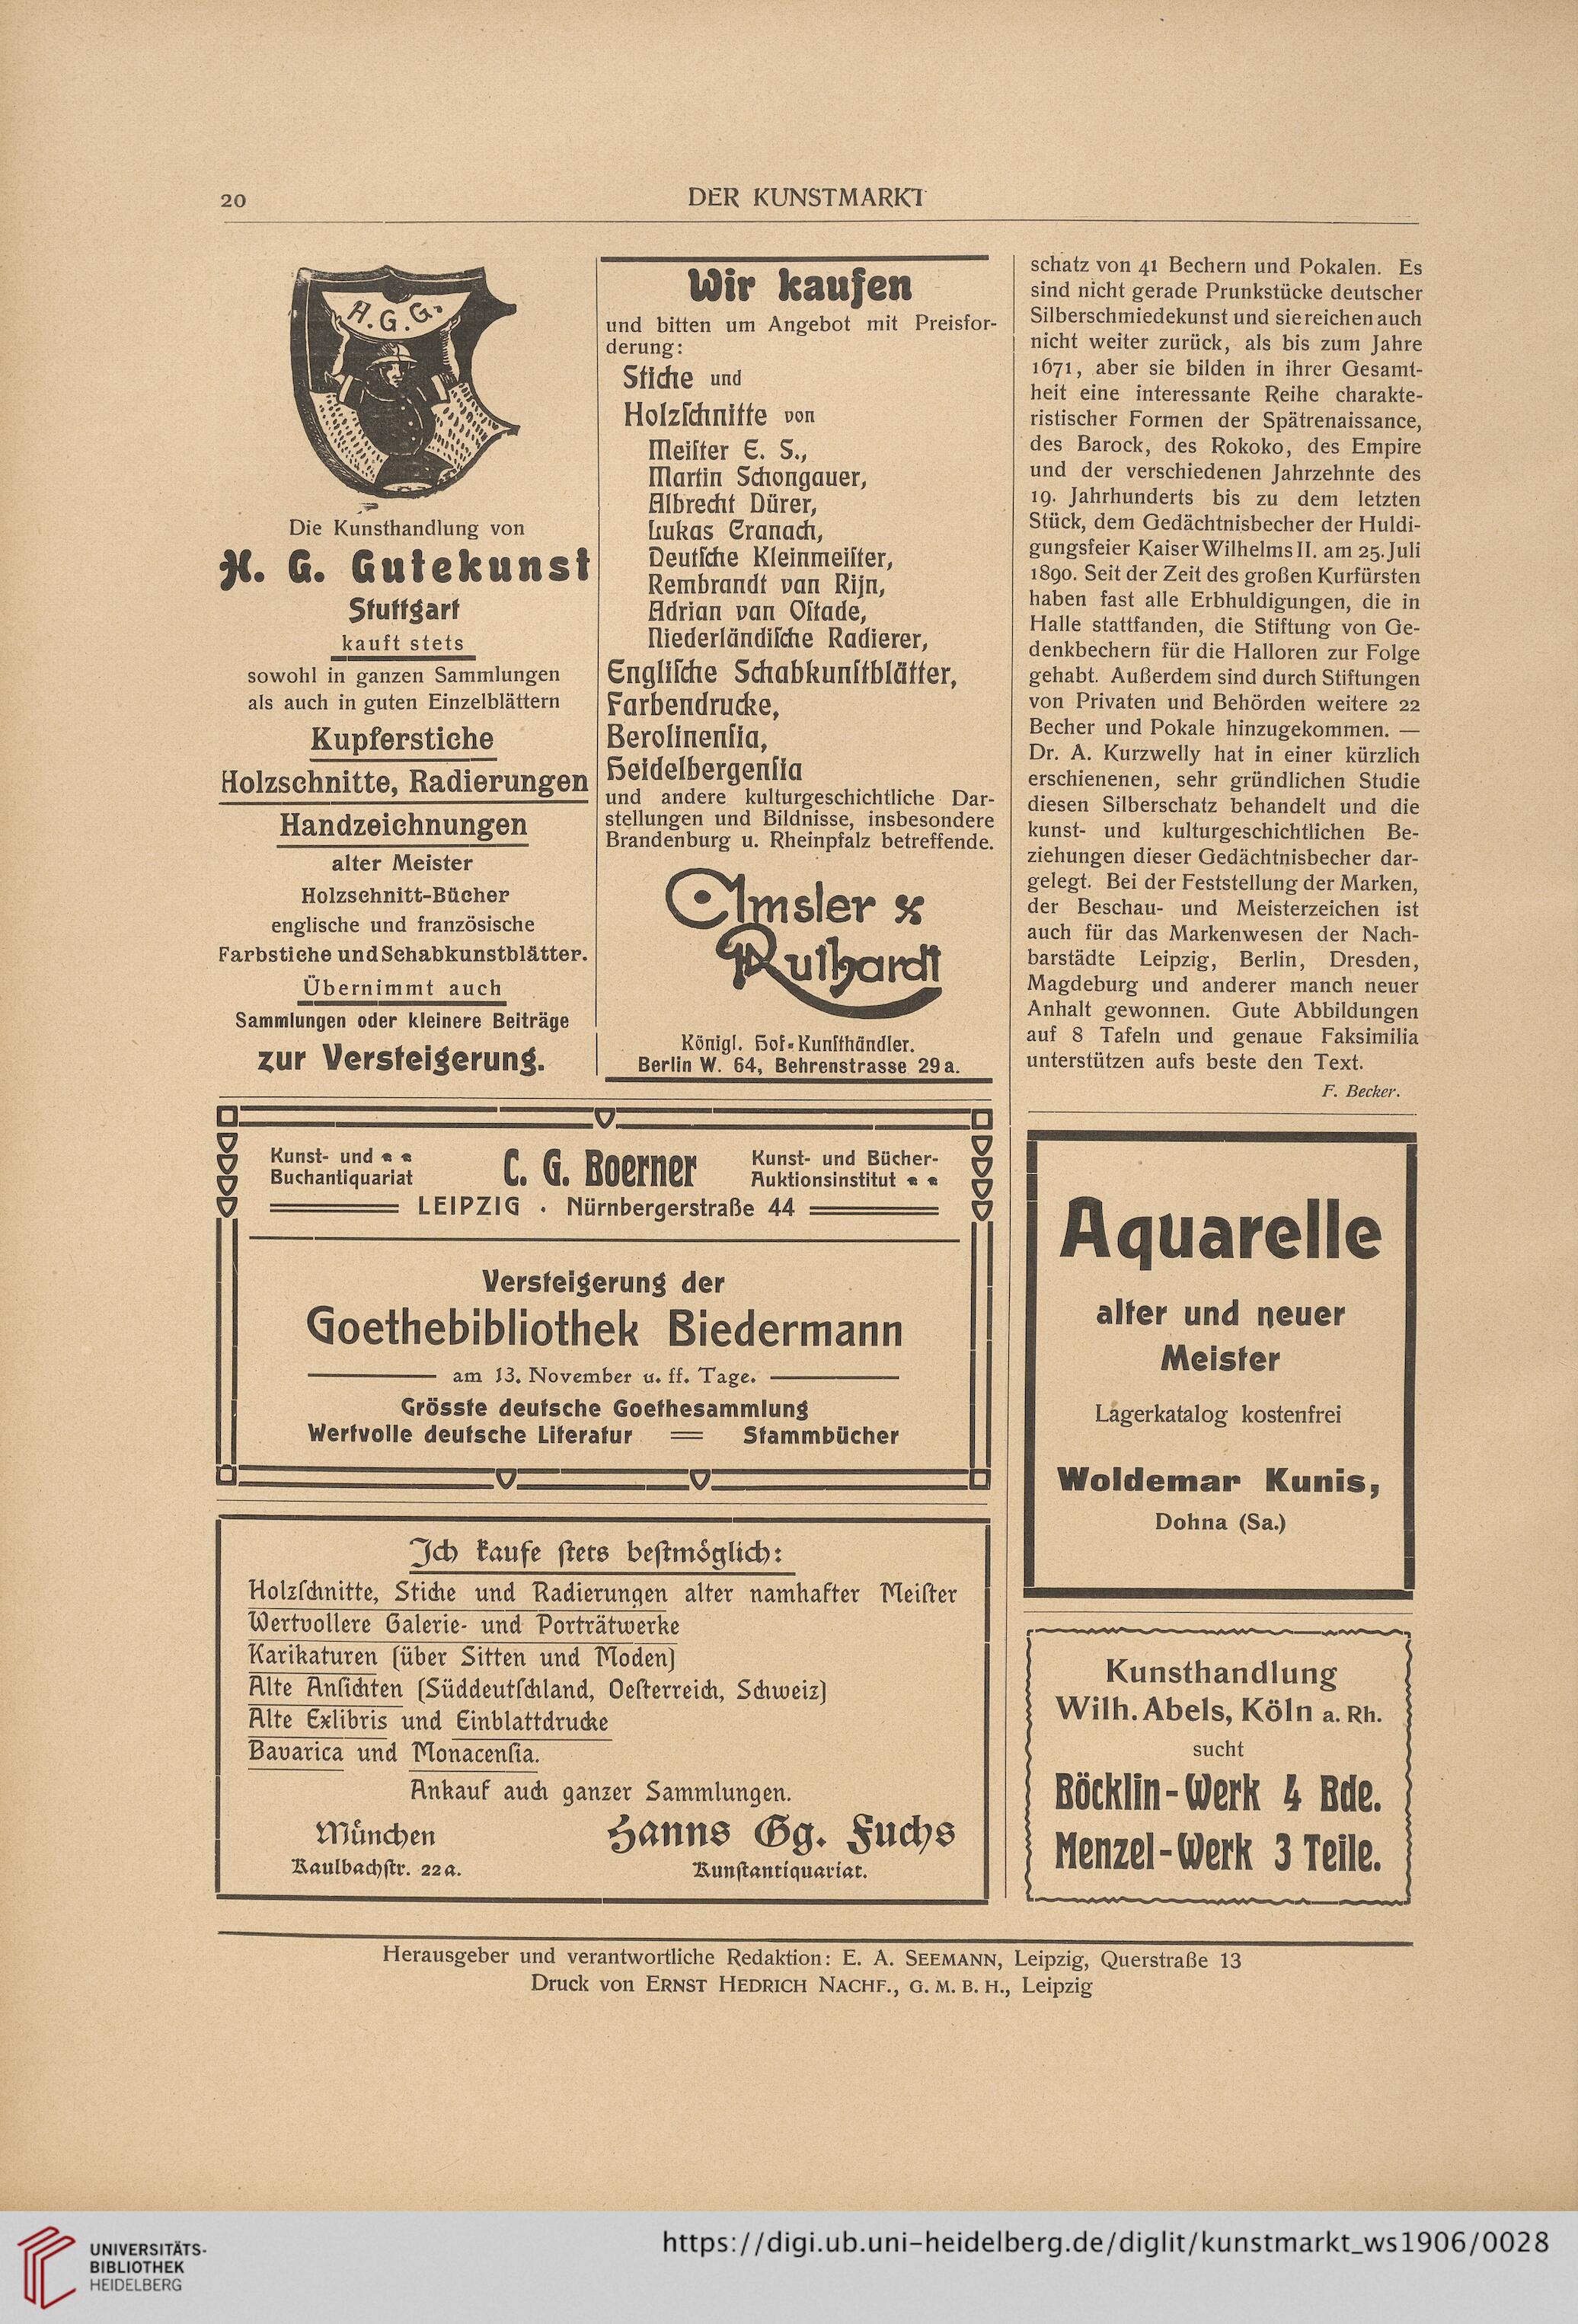 20
DER KUNSTMARKT
H. G. G.
Die Kunsthandlung von
H. G. Gutekunst
Stuttgart
kauft stets
sowohl in ganzen Sammlungen
als auch in guten Einzelblättern
Kupferstiche
Holzschnitte, Radierungen
Handzeichnungen
alter Meister
Holzschnitt-Bücher
englische und französische
Farbstiche und Schabkunstblätter.
Übernimmt auch
Sammlungen oder kleinere Beiträge
zur Versteigerung.
Wir kaufen
und bitten um Angebot mit Preisfor-
derung:
Stiche und
Holzſchnitte von
Meiſter E. S.,
Martin Schongauer,
Albrecht Dürer,
Lukas Cranach,
Deutſche Kleinmeiſter,
Rembrandt van Rijn,
Adrian van Oſtade,
Niederländiſche Radierer,
Engliſche Schabkunſtblätter,
Farbendrucke,
Berolinenſia,
Heidelbergenſia
und andere kulturgeschichtliche Dar-
stellungen und Bildnisse, insbesondere
Brandenburg u. Rheinpfalz betreffende.
Amsler &
Ruthardt
Königl. Hof-Kunſthändler.
Berlin W. 64, Behrenstrasse 29 a.
schatz von 41 Bechern und Pokalen. Es
sind nicht gerade Prunkstücke deutscher
Silberschmiedekunst und sie reichen auch
nicht weiter zurück, als bis zum Jahre
1671, aber sie bilden in ihrer Gesamt-
heit eine interessante Reihe charakte-
ristischer Formen der Spätrenaissance,
des Barock, des Rokoko, des Empire
und der verschiedenen Jahrzehnte des
19. Jahrhunderts bis zu dem letzten
Stück, dem Gedächtnisbecher der Huldi-
gungsfeier Kaiser Wilhelms II. am 25. Juli
1890. Seit der Zeit des großen Kurfürsten
haben fast alle Erbhuldigungen, die in
Halle stattfanden, die Stiftung von Ge-
denkbechern für die Halloren zur Folge
gehabt. Außerdem sind durch Stiftungen
von Privaten und Behörden weitere 22
Becher und Pokale hinzugekommen. —
Dr. A. Kurzwelly hat in einer kürzlich
erschienenen, sehr gründlichen Studie
diesen Silberschatz behandelt und die
kunst- und kulturgeschichtlichen Be-
ziehungen dieser Gedächtnisbecher dar-
gelegt. Bei der Feststellung der Marken,
der Beschau- und Meisterzeichen ist
auch für das Markenwesen der Nach-
barstädte Leipzig, Berlin, Dresden,
Magdeburg und anderer manch neuer
Anhalt gewonnen. Gute Abbildungen
auf 8 Tafeln und genaue Faksimilia
unterstützen aufs beste den Text.
F. Becker.
Kunst- und
Buchantiquariat
C. G. Boerner
Kunst- und Bücher-
Auktionsinstitut
LEIPZIG · Nürnbergerstraße 44
Versteigerung der
Goethebibliothek Biedermann
am 13. November u. ff. Tage.
Grösste deutsche Goethesammlung
Wertvolle deutsche Literatur = Stammbücher
Ich kaufe ſtets beſtmöglich:
Holzſchnitte, Stiche und Radierungen alter namhafter Meiſter
Wertvollere Galerie- und Porträtwerke
Karikaturen (über Sitten und Moden)
Alte Anſichten (Süddeutſchland, Oeſterreich, Schweiz)
Alte Exlibris und Einblattdrucke
Bavarica und Monacenſia.
Ankauf auch ganzer Sammlungen.
München
Kaulbachſtr. 22a.
Hanns Gg. Fuchs
Kunſtantiquariat.
Aquarelle
alter und neuer
Meister
Lagerkatalog kostenfrei
Woldemar Kunis,
Dohna (Sa.)
Kunsthandlung
Wilh. Abels, Köln a. Rh.
sucht
Böcklin-Werk 4 Bde.
Menzel-Werk 3 Teile.
Herausgeber und verantwortliche Redaktion: E. A. SEEMANN, Leipzig, Querstraße 13
Druck von ERNST HEDRICH NACHF., G. M. B. H., Leipzig
UNIVERSITÄTS-
BIBLIOTHEK
HEIDELBERG
https://digi.ub.uni-heidelberg.de/diglit/kunstmarkt_ws1906/0028